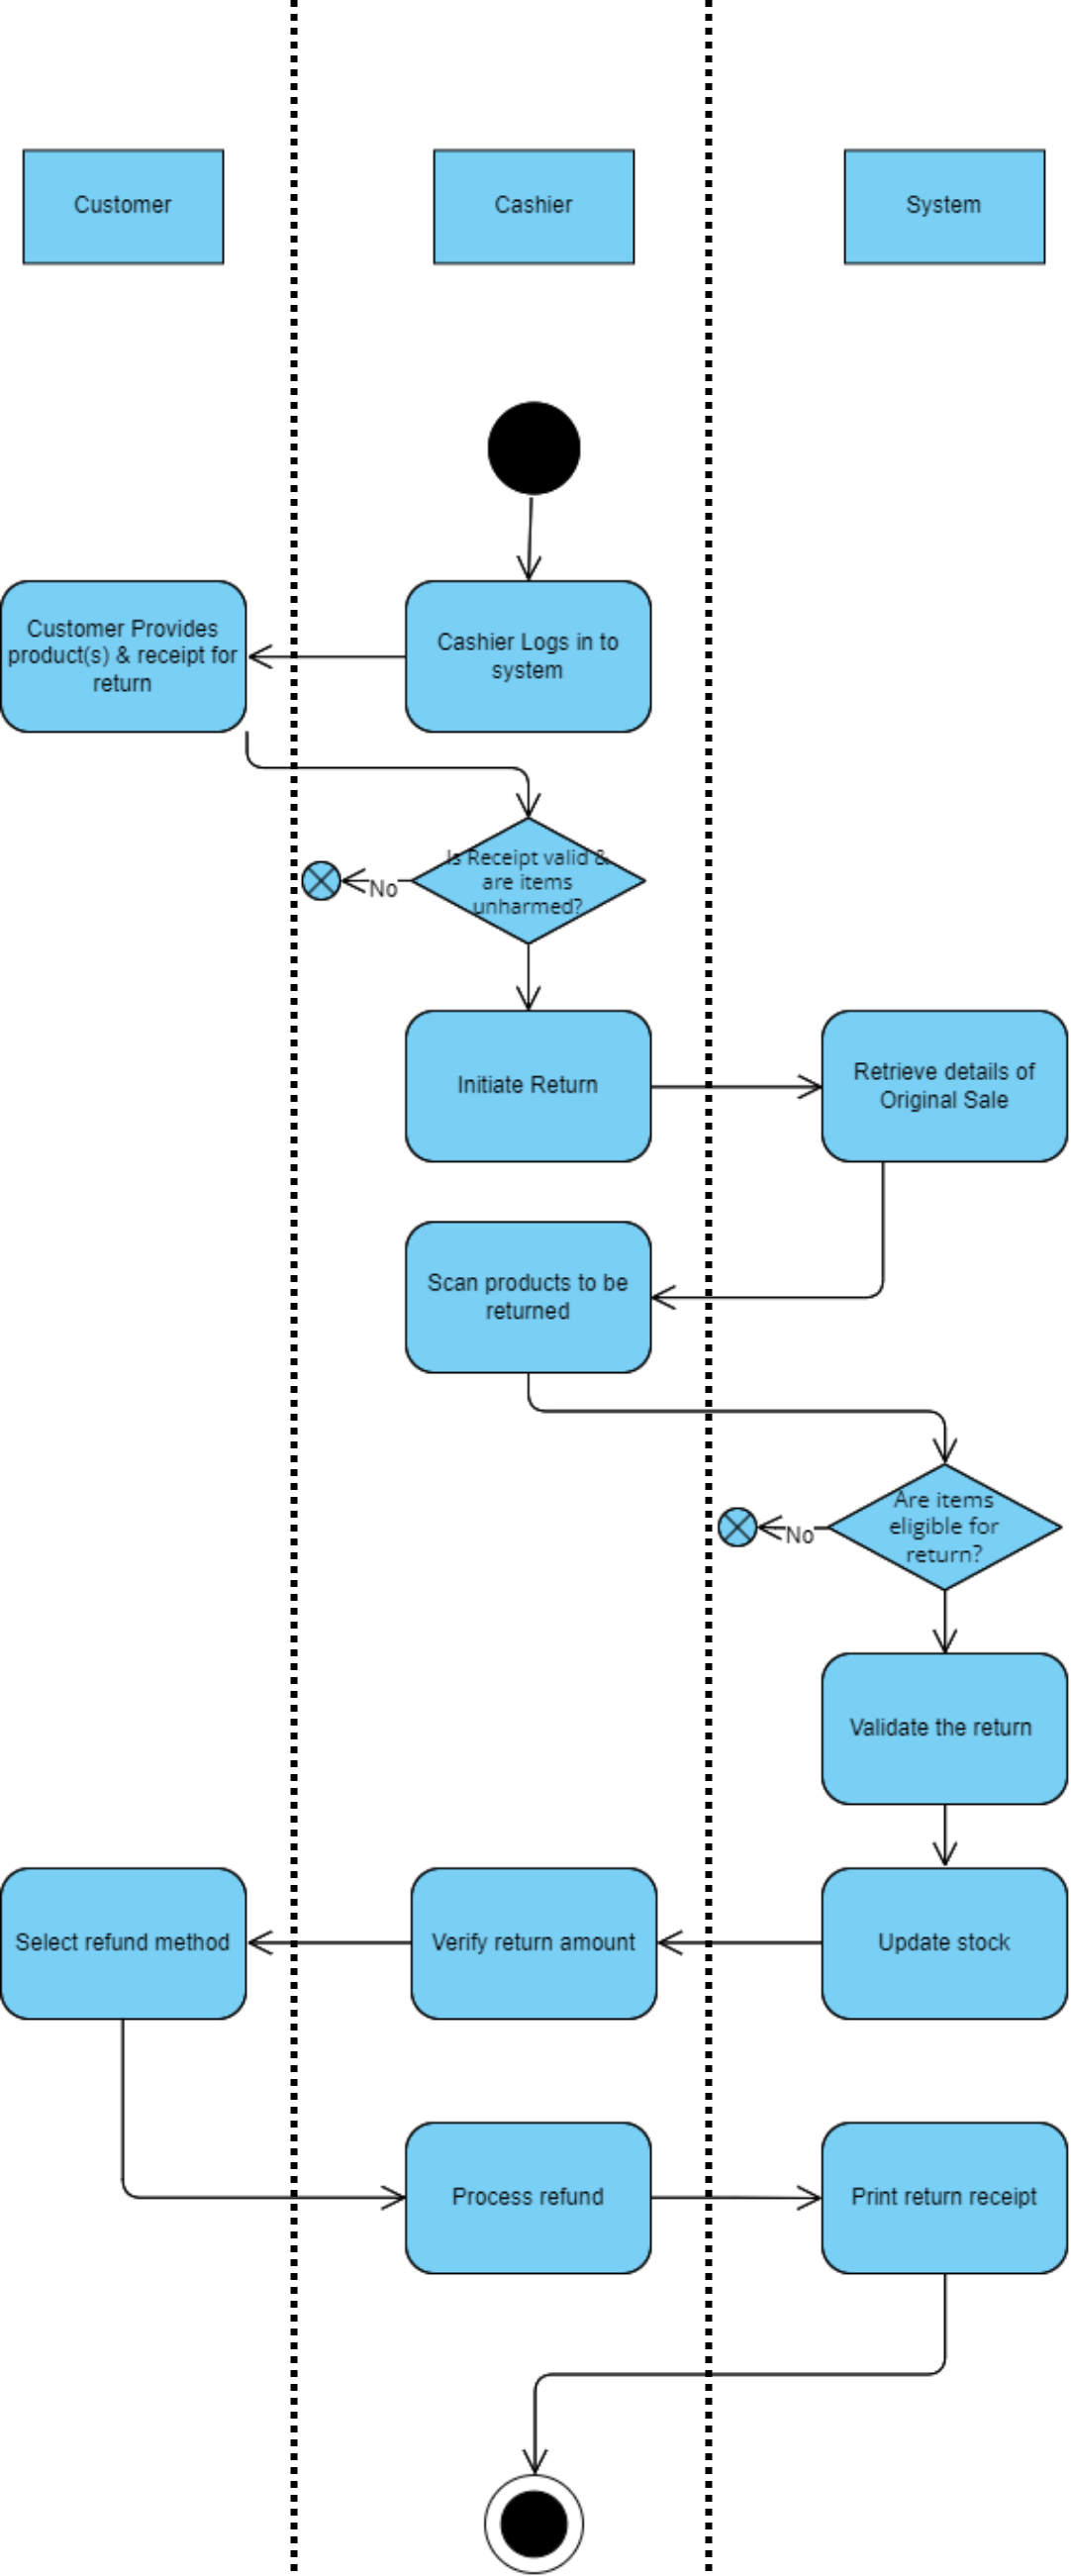 Customer
Cashier
System
Customer Provides
product(s) & receipt for
return
Cashier Logs in to
system
Is Receipt valid &
are items
unharmed?
No
Initiate Return
Retrieve details of
Original Sale
Scan products to be
returned
Are items
eligible for
return?
No
Validate the return
Select refund method
Verify return amount
Update stock
Process refund
Print return receipt